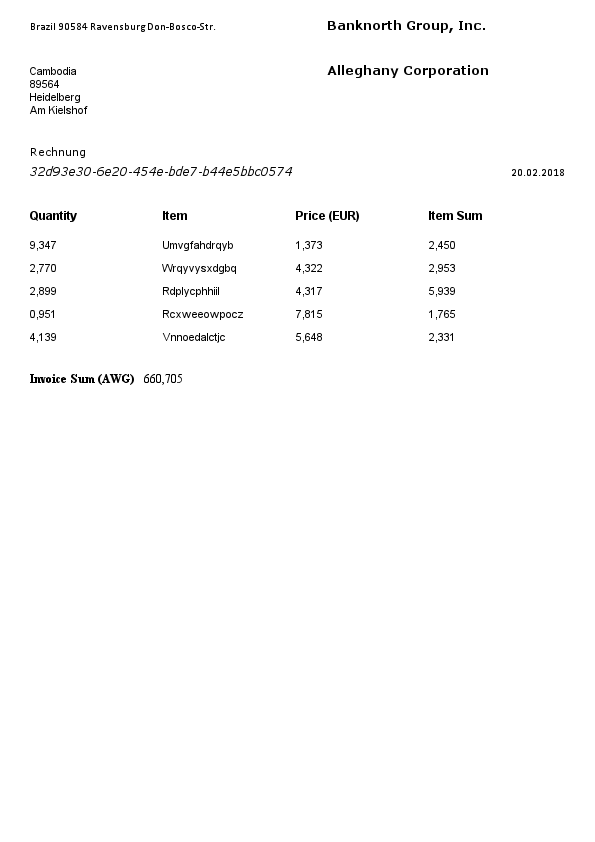 Brazil 90584 Ravensburg Don-Bosco-Str.
Banknorth Group, Inc.
Alleghany Corporation
Cambodia
89564
Heidelberg
Am Kielshof
Rechnung
32d93e30-6e20-454e-bde7-b44e5bbc0574
20.02.2018
Quantity Item Price (EUR) Item Sum
9,347 Umvgfahdrqyb 1,373 2,450
2,770 Wrqyvysxdgbq 4,322 2,953
2,899 Rdplycphhiil 4,317 5,939
0,951 Rcxweeowpocz 7,815 1,765
4,139 Vnnoedalctjc 5,648 2,331
Invoice Sum (AWG) 660,705